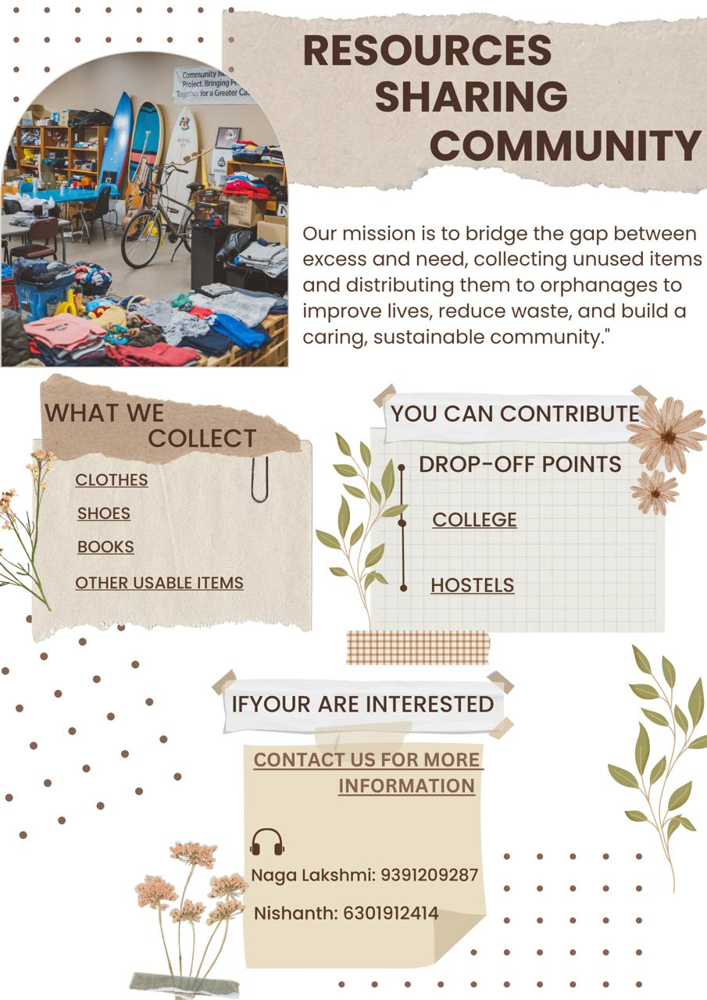 Community Re
Project. Bringing Pe
Together for a Greater Ca
RESOURCES
SHARING
COMMUNITY
Our mission is to bridge the gap between
excess and need, collecting unused items
and distributing them to orphanages to
improve lives, reduce waste, and build a
caring, sustainable community."
WHAT WE
COLLECT
CLOTHES
SHOES
BOOKS
OTHER USABLE ITEMS
YOU CAN CONTRIBUTE
DROP-OFF POINTS
COLLEGE
HOSTELS
IFYOUR ARE INTERESTED
CONTACT US FOR MORE
INFORMATION
Naga Lakshmi: 9391209287
Nishanth: 6301912414